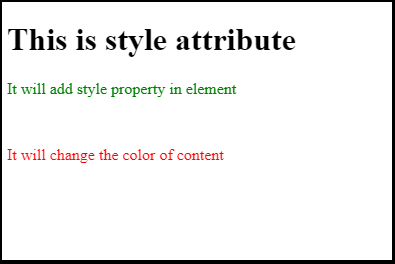 This is style attribute
It will add style property in element
It will change the color of content